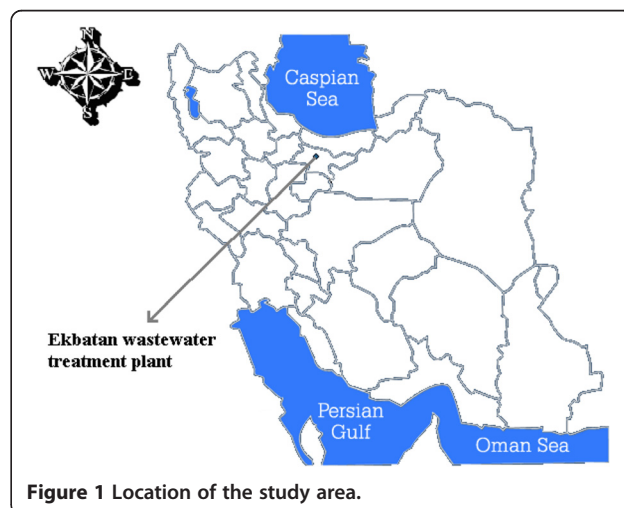 N
W E
S
Caspian
Sea
Ekbatan wastewater
treatment plant
Persian
Gulf
Oman Sea
Figure 1 Location of the study area.